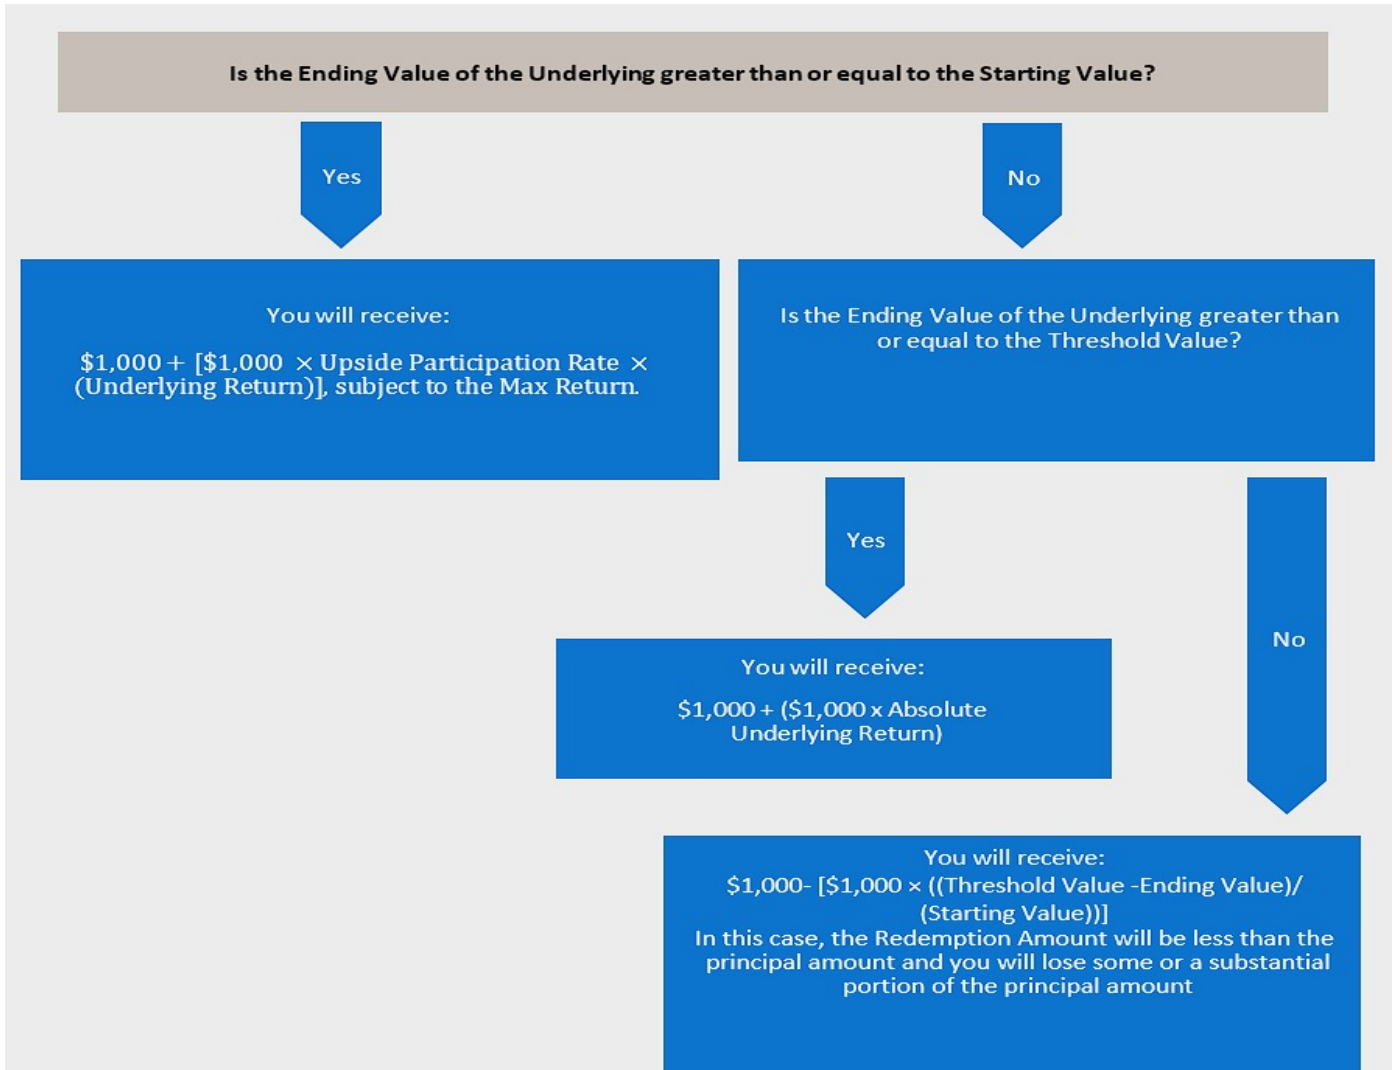 Is the Ending Value of the Underlying greater than or equal to the Starting Value?
Yes
No
You will receive:
$1,000 + [$1,000 × Upside Participation Rate ×
(Underlying Return)], subject to the Max Return.
Is the Ending Value of the Underlying greater than
or equal to the Threshold Value?
Yes
No
You will receive:
$1,000 + ($1,000 x Absolute
Underlying Return)
You will receive:
$1,000- [$1,000 × ((Threshold Value -Ending Value)/
(Starting Value))]
In this case, the Redemption Amount will be less than the
principal amount and you will lose some or a substantial
portion of the principal amount